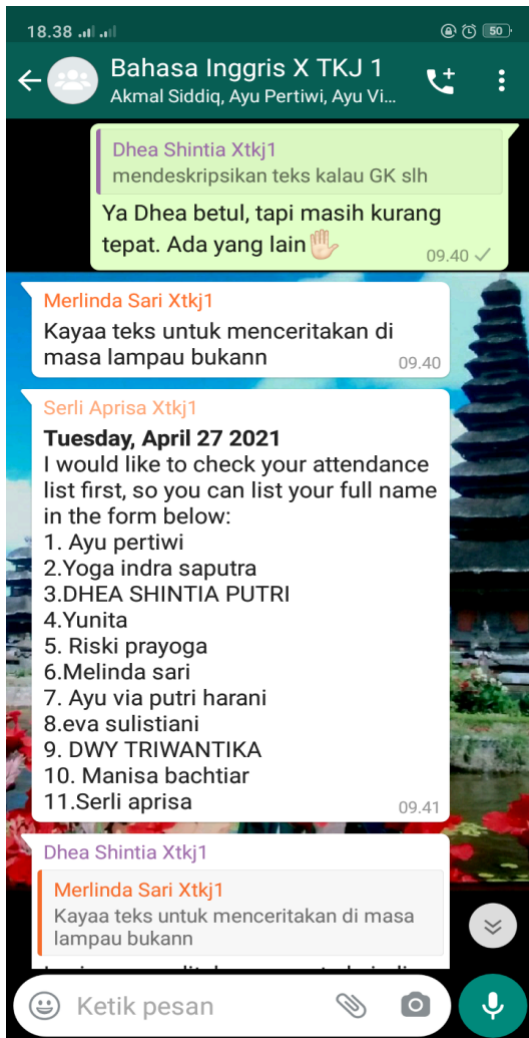 18.38
50
Bahasa Inggris X TKJ 1
Akmal Siddiq, Ayu Pertiwi, Ayu Vi...
Dhea Shintia Xtkj1
mendeskripsikan teks kalau GK slh
Ya Dhea betul, tapi masih kurang
tepat. Ada yang lain🖐🏻
09.40
Merlinda Sari Xtkj1
Kayaa teks untuk menceritakan di
masa lampau bukann
09.40
Serli Aprisa Xtkj1
Tuesday, April 27 2021
I would like to check your attendance
list first, so you can list your full name
in the form below:
1. Ayu pertiwi
2.Yoga indra saputra
3.DHEA SHINTIA PUTRI
4.Yunita
5. Riski prayoga
6.Melinda sari
7. Ayu via putri harani
8.eva sulistiani
9. DWY TRIWANTIKA
10. Manisa bachtiar
11.Serli aprisa
09.41
Dhea Shintia Xtkj1
Merlinda Sari Xtkj1
Kayaa teks untuk menceritakan di masa
lampau bukann
Ketik pesan